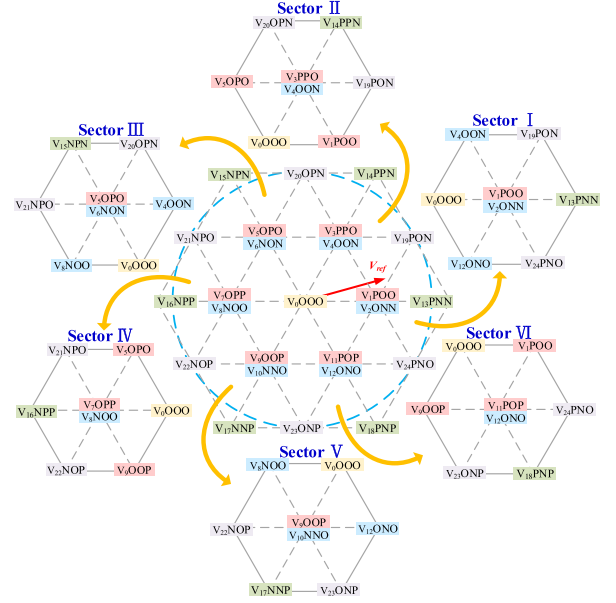 Sector Ⅱ
V₂₀OPN V₁₄PPN
V₅OPO V₃PPO V₁₉PON
V₄OON
V₀OOO V₁POO
Sector Ⅲ
V₁₅NPN V₂₀OPN
V₂₁NPO V₅OPO V₄OON
V₆NON
V₈NOO V₀OOO
Sector Ⅰ
V₄OON V₁₉PON
V₀OOO V₁POO V₁₃PNN
V₂ONN
V₁₂ONO V₂₄PNO
V₁₅NPN V₂₀OPN V₁₄PPN
V₂₁NPO V₅OPO V₃PPO V₁₉PON
V₆NON V₄OON
V_ref
V₁₆NPP V₇OPP V₀OOO V₁POO V₁₃PNN
V₈NOO V₂ONN
V₂₂NOP V₉OOP V₁₁POP V₂₄PNO
V₁₀NNO V₁₂ONO
V₁₇NNP V₂₃ONP V₁₈PNP
Sector Ⅳ
V₂₁NPO V₅OPO
V₁₆NPP V₇OPP V₀OOO
V₈NOO
V₂₂NOP V₉OOP
Sector Ⅵ
V₀OOO V₁POO
V₉OOP V₁₁POP V₂₄PNO
V₁₂ONO
V₂₃ONP V₁₈PNP
Sector Ⅴ
V₈NOO V₀OOO
V₂₂NOP V₉OOP V₁₂ONO
V₁₀NNO
V₁₇NNP V₂₃ONP